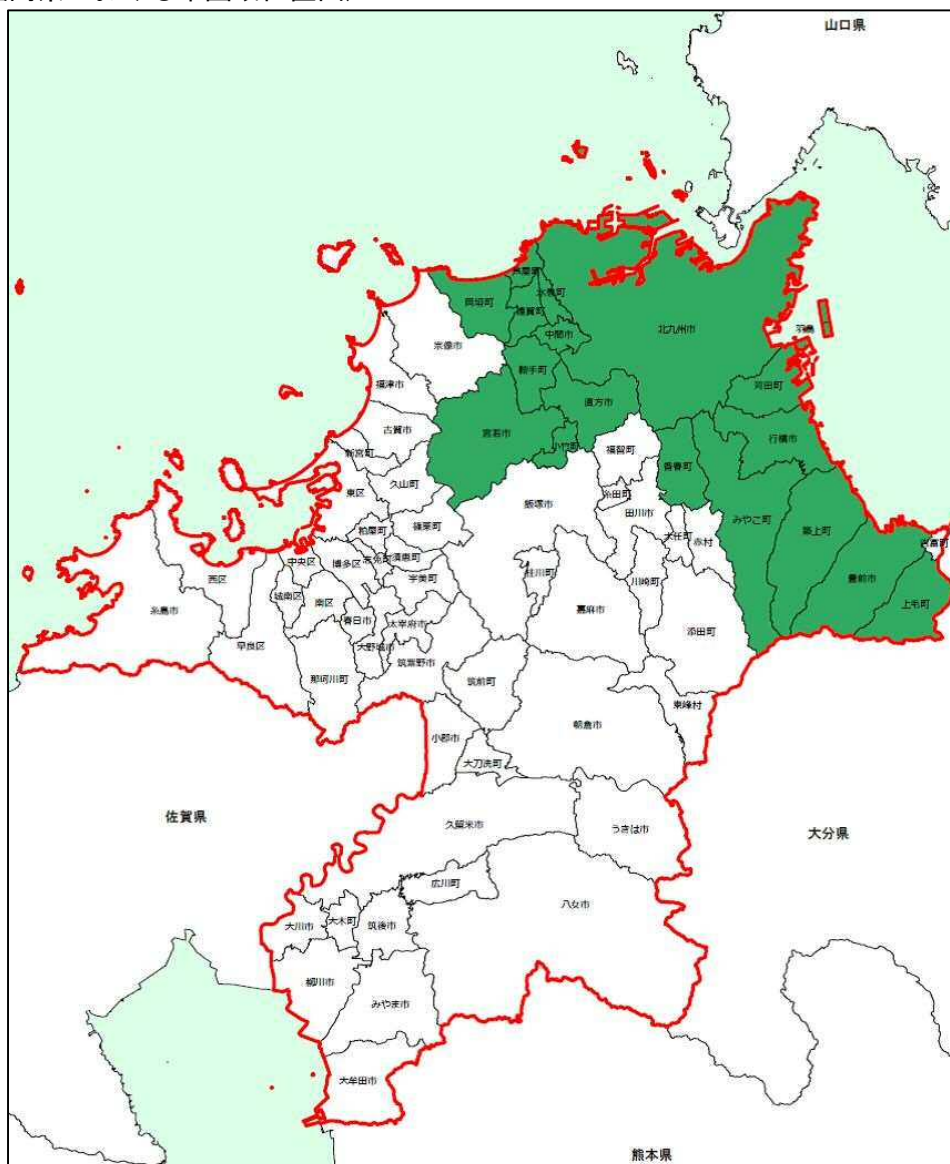 山口県
芦屋町
水巻町
岡垣町
遠賀町
中間市
北九州市
羽島
宗像市
鞍手町
苅田町
福津市
直方市
宮若市
古賀市
小竹町
行橋市
新宮町
福智町
香春町
久山町
東区
糸田町
飯塚市
みやこ町
田川市
築上町
粕屋町
篠栗町
大任町
赤村
吉富町
中央区
博多区
志免町
須惠町
西区
宇美町
桂川町
川崎町
豊前市
城南区
南区
嘉麻市
上毛町
糸島市
春日市
太宰府市
添田町
早良区
大野城市
筑紫野市
那珂川町
筑前町
東峰村
小郡市
朝倉市
大刀洗町
佐賀県
久留米市
うきは市
大分県
広川町
八女市
大川市
大木町
筑後市
柳川市
みやま市
大牟田市
熊本県